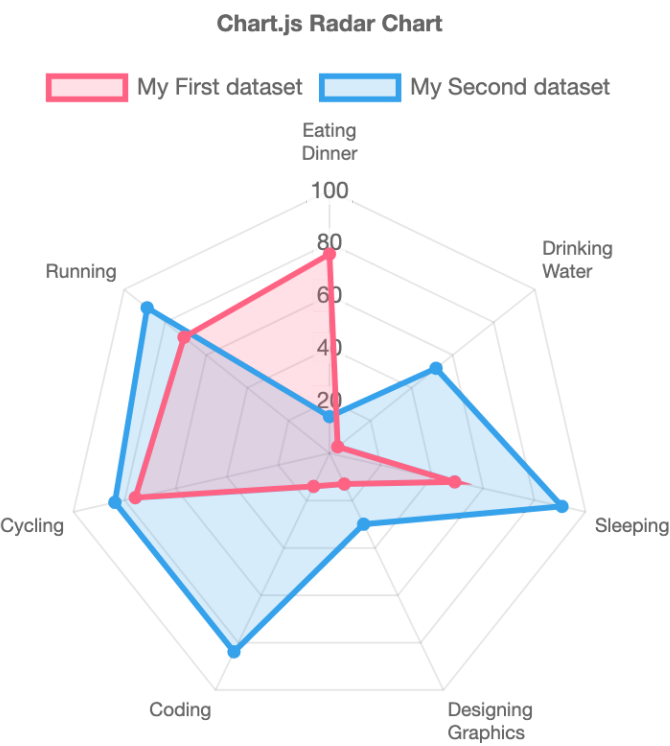 Chart.js Radar Chart
My First dataset My Second dataset
Eating
Dinner
100
80
60
40
20
Drinking
Water
Running
Cycling
Sleeping
Coding
Designing
Graphics